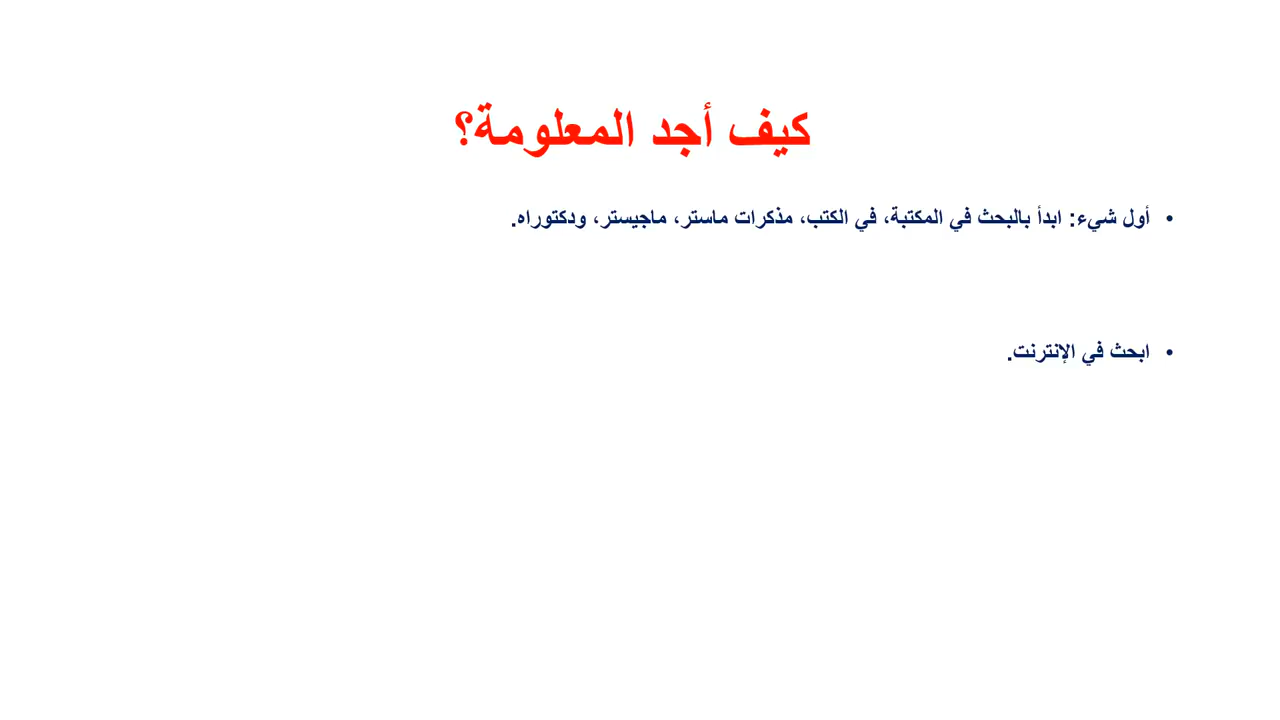 كيف أجد المعلومة؟
• أول شيء: ابدأ بالبحث في المكتبة، في الكتب، مذكرات ماستر، ماجيستر، ودكتوراه.
• ابحث في الإنترنت.